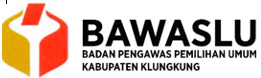 BAWASLU
BADAN PENGAWAS PEMILIHAN UMUM
KABUPATEN KLUNGKUNG